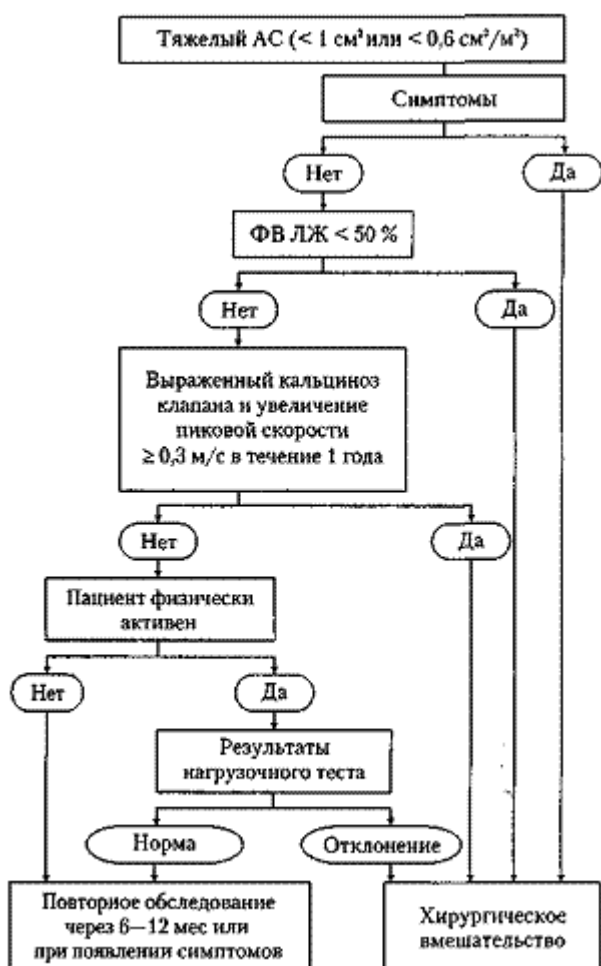 Тяжелый АС (< 1 см² или < 0,6 см²/м²)
Симптомы
Нет
Да
ФВ ЛЖ < 50 %
Нет
Да
Выраженный кальциноз
клапана и увеличение
пиковой скорости
≥ 0,3 м/с в течение 1 года
Нет
Да
Пациент физически
активен
Нет
Да
Результаты
нагрузочного теста
Норма
Отклонение
Повторное обследование
через 6—12 мес или
при появлении симптомов
Хирургическое
вмешательство